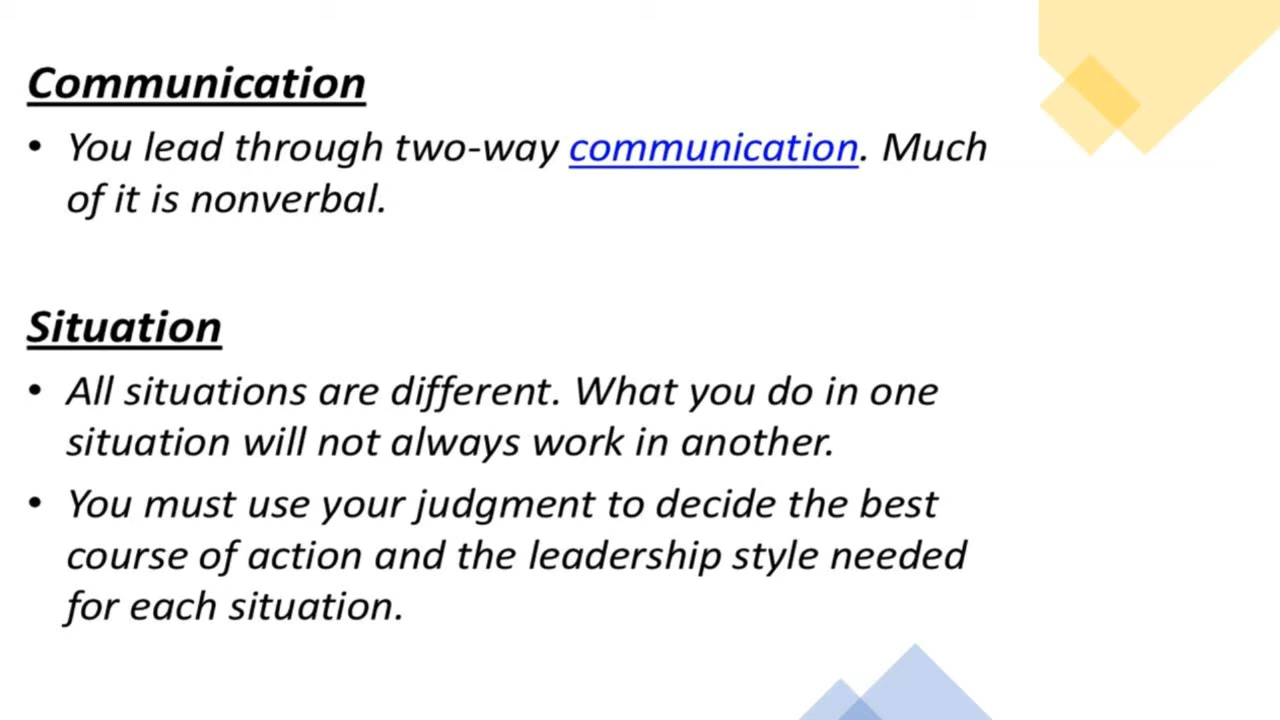 Communication
• You lead through two-way communication. Much
of it is nonverbal.
Situation
• All situations are different. What you do in one
situation will not always work in another.
• You must use your judgment to decide the best
course of action and the leadership style needed
for each situation.